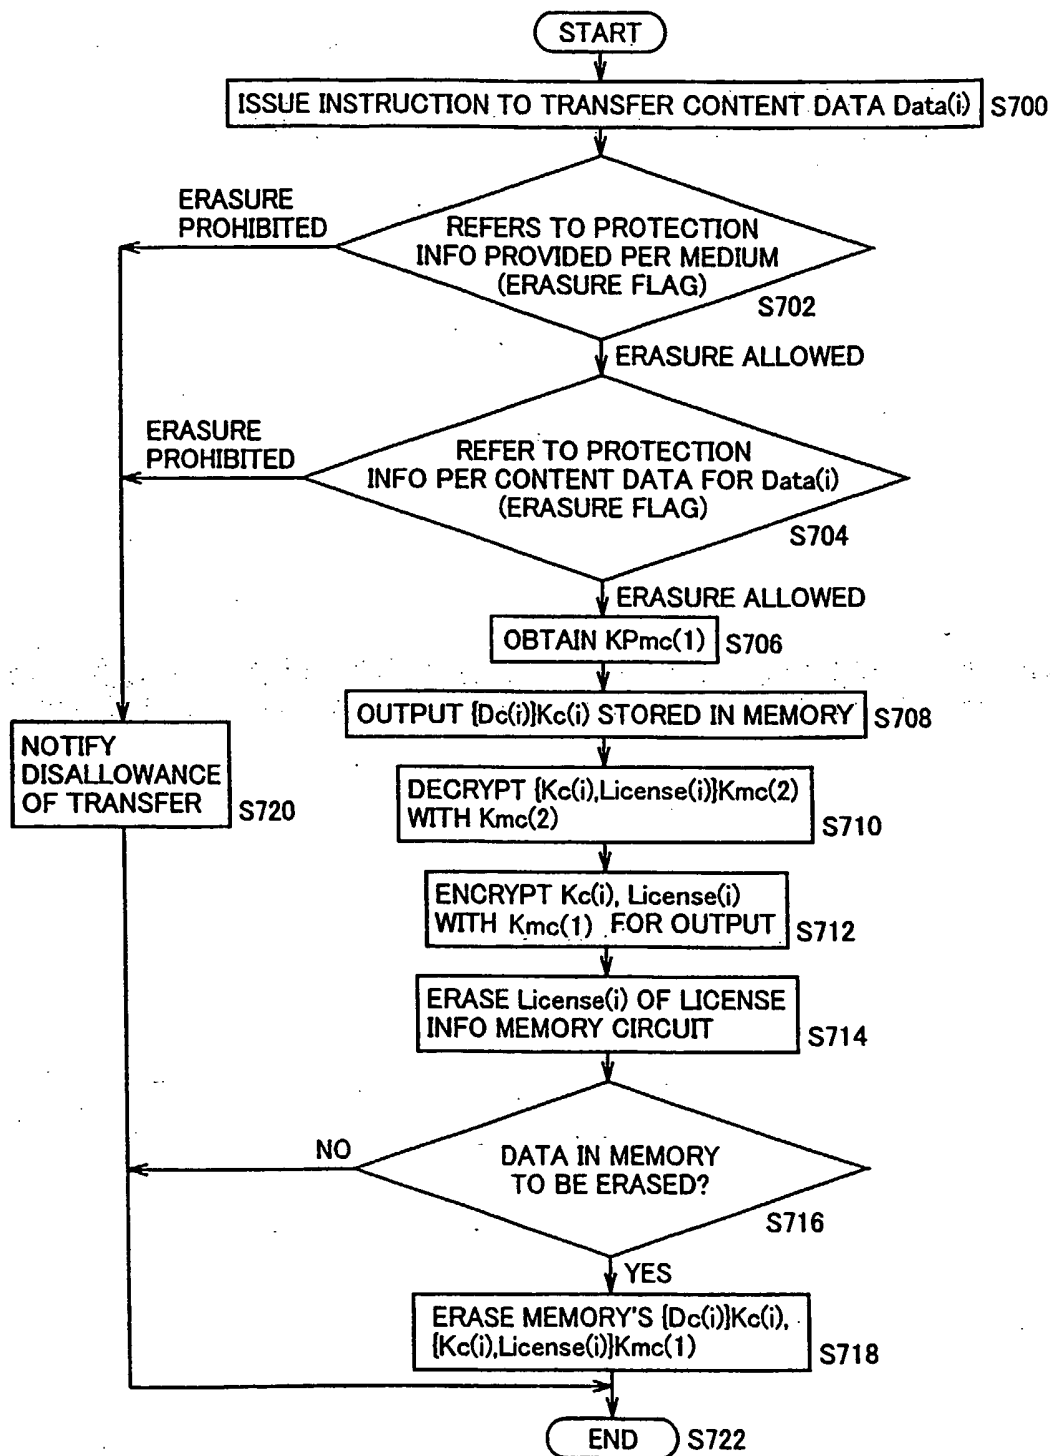 START
ISSUE INSTRUCTION TO TRANSFER CONTENT DATA Data(i)
S700
ERASURE
PROHIBITED
REFERS TO PROTECTION
INFO PROVIDED PER MEDIUM
(ERASURE FLAG)
S702
ERASURE ALLOWED
ERASURE
PROHIBITED
REFER TO PROTECTION
INFO PER CONTENT DATA FOR Data(i)
(ERASURE FLAG)
S704
ERASURE ALLOWED
OBTAIN KPmc(1)
S706
OUTPUT {Dc(i)}Kc(i) STORED IN MEMORY
S708
NOTIFY
DISALLOWANCE
OF TRANSFER
S720
DECRYPT {Kc(i),License(i)}Kmc(2)
WITH Kmc(2)
S710
ENCRYPT Kc(i), License(i)
WITH Kmc(1) FOR OUTPUT
S712
ERASE License(i) OF LICENSE
INFO MEMORY CIRCUIT
S714
NO
DATA IN MEMORY
TO BE ERASED?
S716
YES
ERASE MEMORY'S {Dc(i)}Kc(i),
{Kc(i),License(i)}Kmc(1)
S718
END
S722